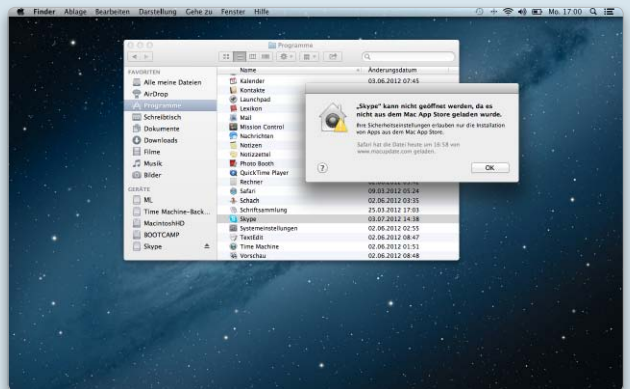 Finder Ablage Bearbeiten Darstellung Gehe zu Fenster Hilfe
Mo. 17:00
Programme
Name
Änderungsdatum
FAVORITEN
Alle meine Dateien
AirDrop
Programme
Schreibtisch
Dokumente
Downloads
Filme
Musik
Bilder
GERÄTE
ML
Time Machine-Back...
MacintoshHD
BOOTCAMP
Skype
Kalender 03.06.2012 07:45
Kontakte
Launchpad
Lexikon
Mail
Mission Control
Nachrichten
Notizen
Notizzettel
Photo Booth
QuickTime Player
Rechner
Safari 09.03.2012 05:24
Schach 02.06.2012 03:35
Schriftsammlung 25.03.2012 17:03
Skype 03.07.2012 14:38
Systemeinstellungen 02.06.2012 02:55
TextEdit 02.06.2012 08:47
Time Machine 02.06.2012 01:51
Vorschau 02.06.2012 08:48
„Skype“ kann nicht geöffnet werden, da es
nicht aus dem Mac App Store geladen wurde.
Ihre Sicherheitseinstellungen erlauben nur die Installation
von Apps aus dem Mac App Store.
Safari hat die Datei heute um 16:58 von
www.macupdate.com geladen.
?
OK